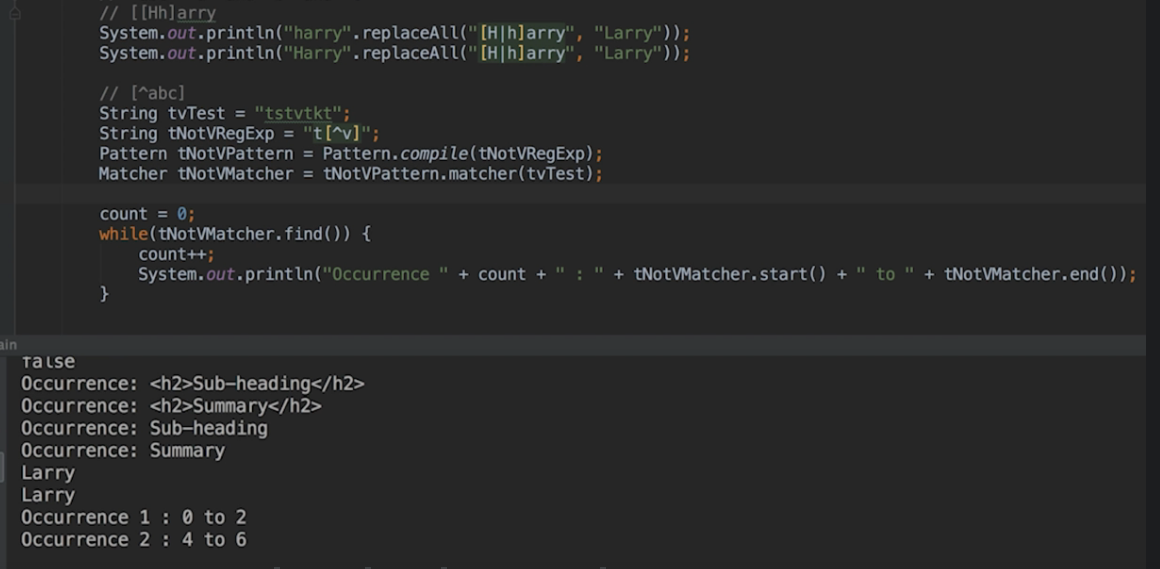 // [[Hh]arry
System.out.println("harry".replaceAll("[H|h]arry", "Larry"));
System.out.println("Harry".replaceAll("[H|h]arry", "Larry"));
// [^abc]
String tvTest = "tstvtkt";
String tNotVRegExp = "t[^v]";
Pattern tNotVPattern = Pattern.compile(tNotVRegExp);
Matcher tNotVMatcher = tNotVPattern.matcher(tvTest);
count = 0;
while(tNotVMatcher.find()) {
count++;
System.out.println("Occurrence " + count + " : " + tNotVMatcher.start() + " to " + tNotVMatcher.end());
}
ain
false
Occurrence: <h2>Sub-heading</h2>
Occurrence: <h2>Summary</h2>
Occurrence: Sub-heading
Occurrence: Summary
Larry
Larry
Occurrence 1 : 0 to 2
Occurrence 2 : 4 to 6